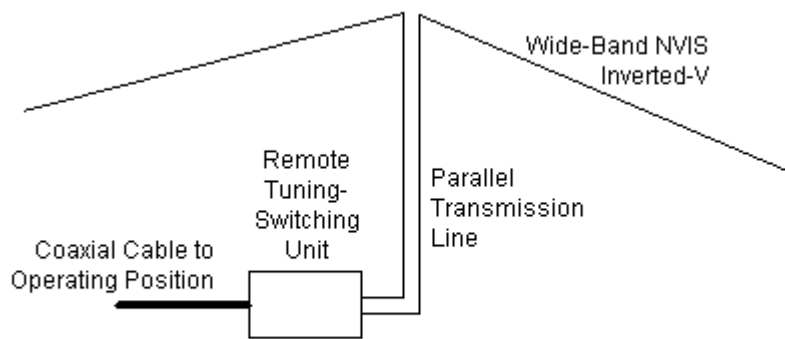 Wide-Band NVIS
Inverted-V
Remote
Tuning-
Switching
Unit
Parallel
Transmission
Line
Coaxial Cable to
Operating Position